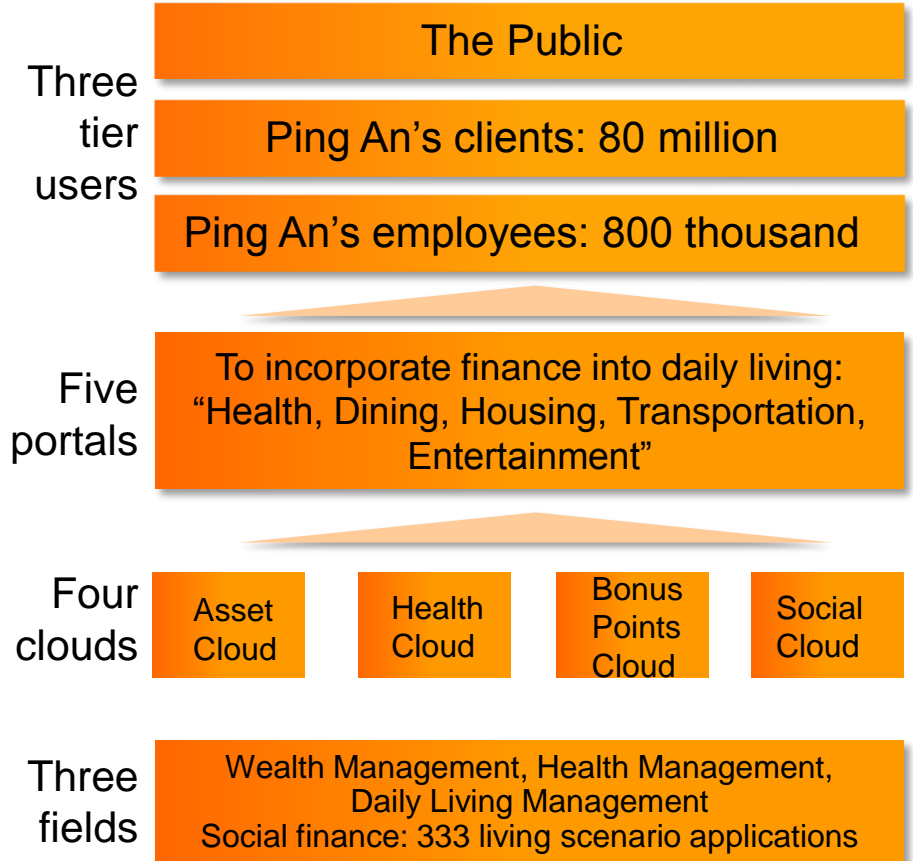 Three
tier
users
The Public
Ping An’s clients: 80 million
Ping An’s employees: 800 thousand
Five
portals
To incorporate finance into daily living:
“Health, Dining, Housing, Transportation,
Entertainment”
Four
clouds
Asset
Cloud
Health
Cloud
Bonus
Points
Cloud
Social
Cloud
Three
fields
Wealth Management, Health Management,
Daily Living Management
Social finance: 333 living scenario applications